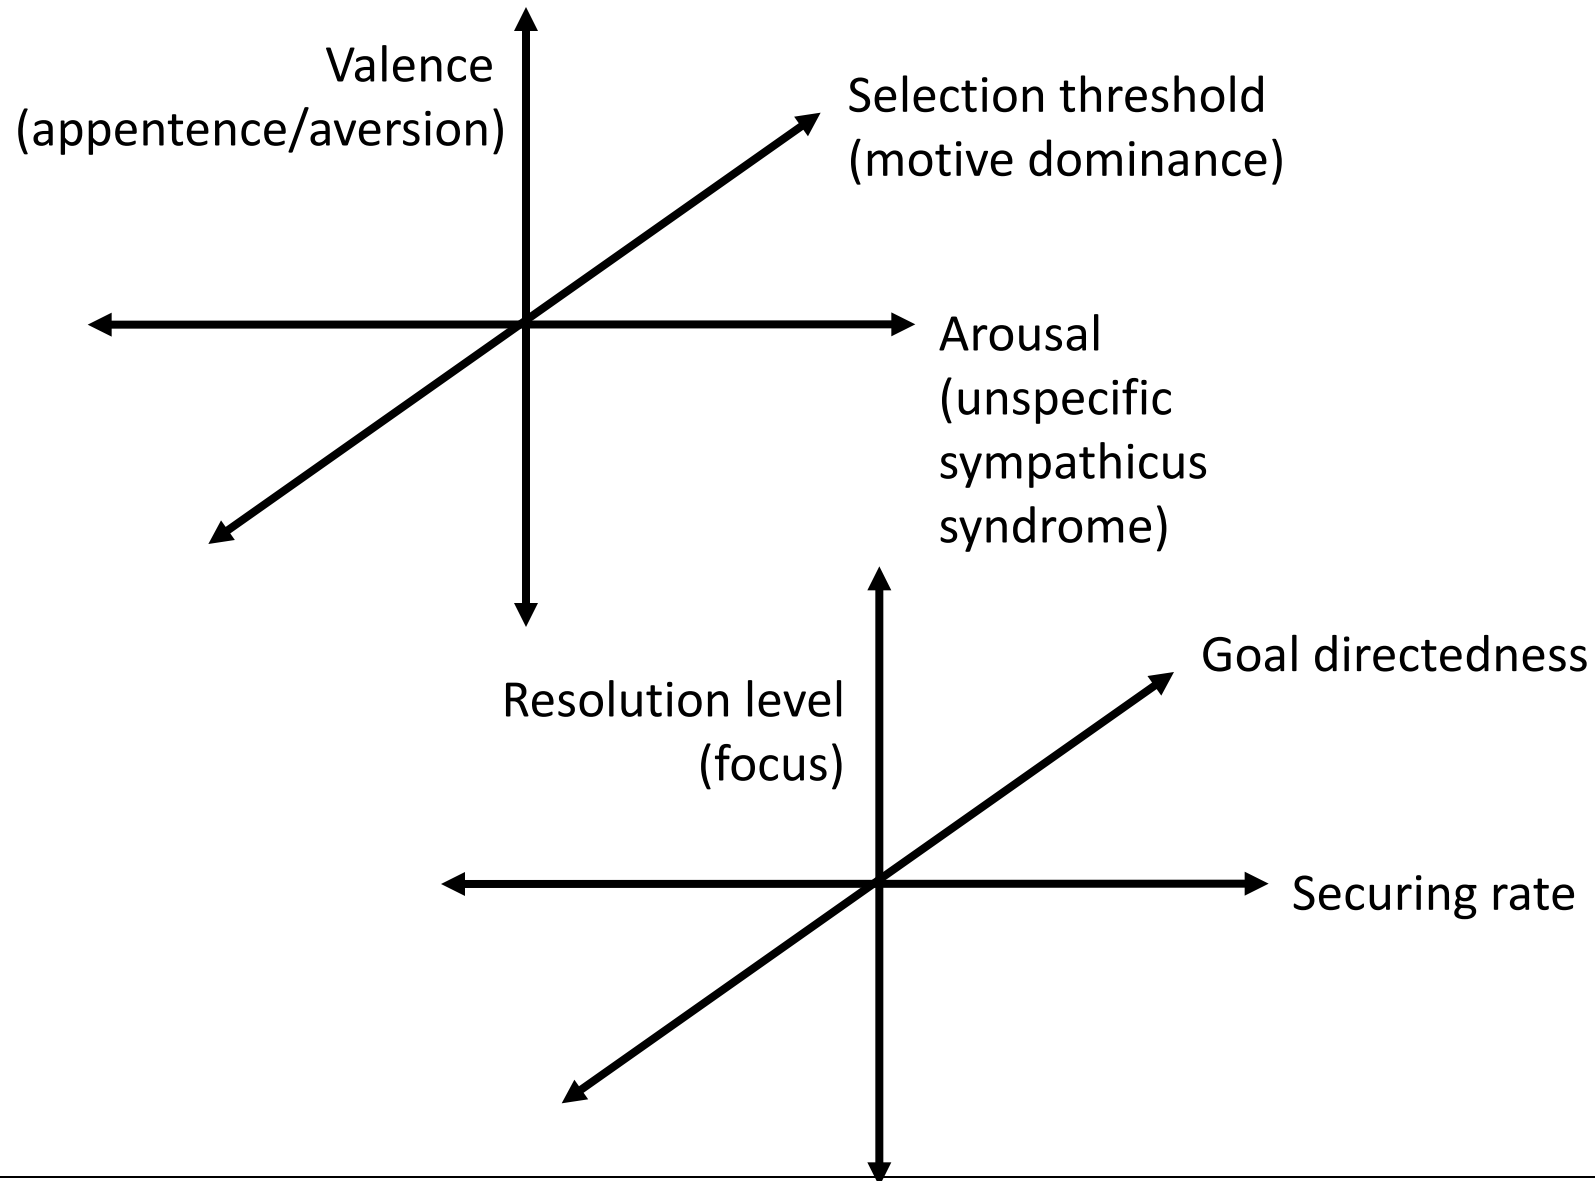 Valence
(appentence/aversion)
Selection threshold
(motive dominance)
Arousal
(unspecific
sympathicus
syndrome)
Resolution level
(focus)
Goal directedness
Securing rate